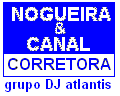 NOGUEIRA
&
CANAL
CORRETORA
grupo DJ atlantis